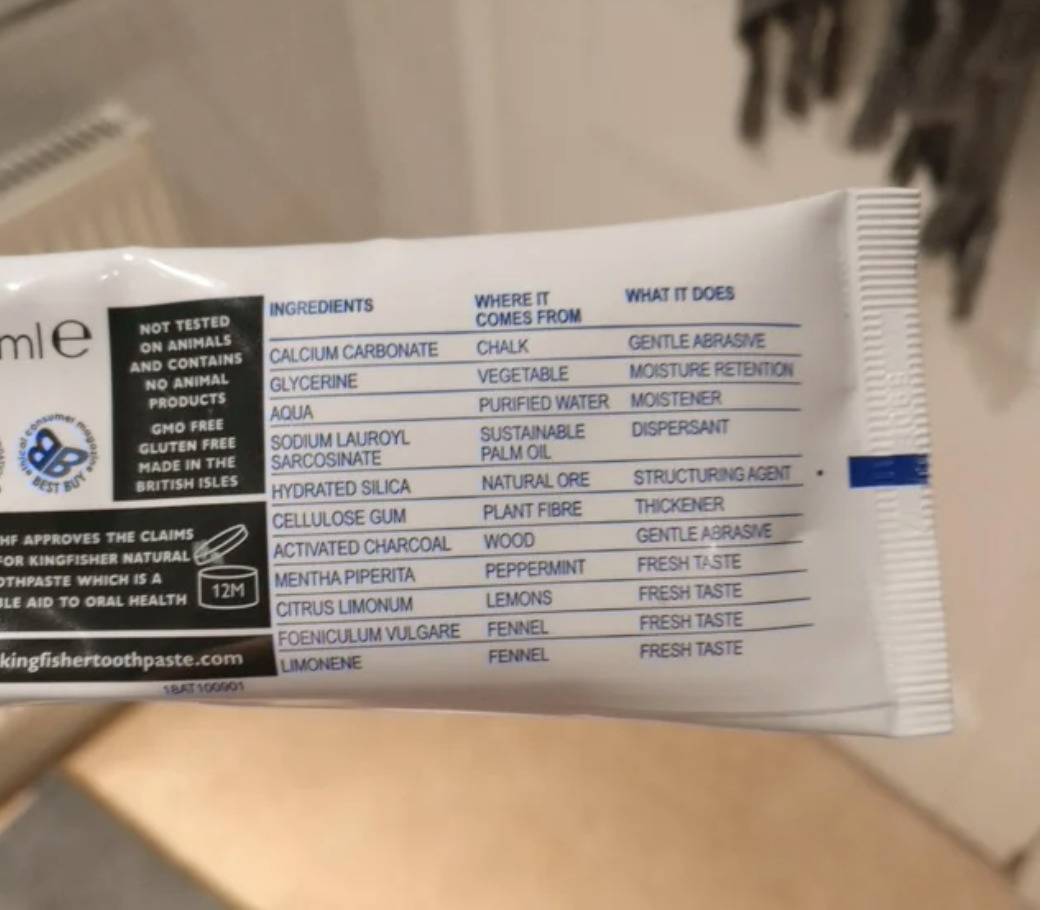 ml e
NOT TESTED
ON ANIMALS
AND CONTAINS
NO ANIMAL
PRODUCTS
GMO FREE
GLUTEN FREE
MADE IN THE
BRITISH ISLES
consumer
BEST BUY
HF APPROVES THE CLAIMS
FOR KINGFISHER NATURAL
OTHPASTE WHICH IS A
LE AID TO ORAL HEALTH
12M
kingfishertoothpaste.com
18AT100901
INGREDIENTS WHERE IT COMES FROM WHAT IT DOES
CALCIUM CARBONATE CHALK GENTLE ABRASIVE
GLYCERINE VEGETABLE MOISTURE RETENTION
AQUA PURIFIED WATER MOISTENER
SODIUM LAUROYL SUSTAINABLE DISPERSANT
SARCOSINATE PALM OIL
HYDRATED SILICA NATURAL ORE STRUCTURING AGENT
CELLULOSE GUM PLANT FIBRE THICKENER
ACTIVATED CHARCOAL WOOD GENTLE ABRASIVE
MENTHA PIPERITA PEPPERMINT FRESH TASTE
CITRUS LIMONUM LEMONS FRESH TASTE
FOENICULUM VULGARE FENNEL FRESH TASTE
LIMONENE FENNEL FRESH TASTE